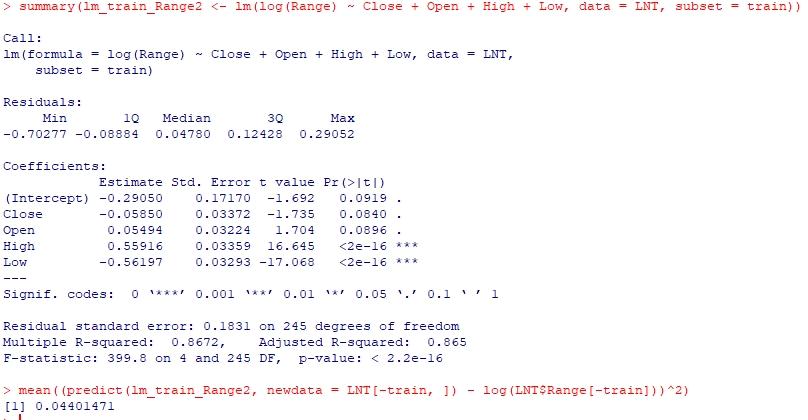 > summary(lm_train_Range2 <- lm(log(Range) ~ Close + Open + High + Low, data = LNT, subset = train))
Call:
lm(formula = log(Range) ~ Close + Open + High + Low, data = LNT,
    subset = train)
Residuals:
     Min       1Q   Median       3Q      Max
-0.70277 -0.08884  0.04780  0.12428  0.29052
Coefficients:
            Estimate Std. Error t value Pr(>|t|)
(Intercept) -0.29050    0.17170  -1.692   0.0919 .
Close       -0.05850    0.03372  -1.735   0.0840 .
Open         0.05494    0.03224   1.704   0.0896 .
High         0.55916    0.03359  16.645   <2e-16 ***
Low         -0.56197    0.03293 -17.068   <2e-16 ***
---
Signif. codes:  0 ‘***’ 0.001 ‘**’ 0.01 ‘*’ 0.05 ‘.’ 0.1 ‘ ’ 1
Residual standard error: 0.1831 on 245 degrees of freedom
Multiple R-squared:  0.8672,    Adjusted R-squared:  0.865
F-statistic: 399.8 on 4 and 245 DF,  p-value: < 2.2e-16
> mean((predict(lm_train_Range2, newdata = LNT[-train, ]) - log(LNT$Range[-train]))^2)
[1] 0.04401471
>